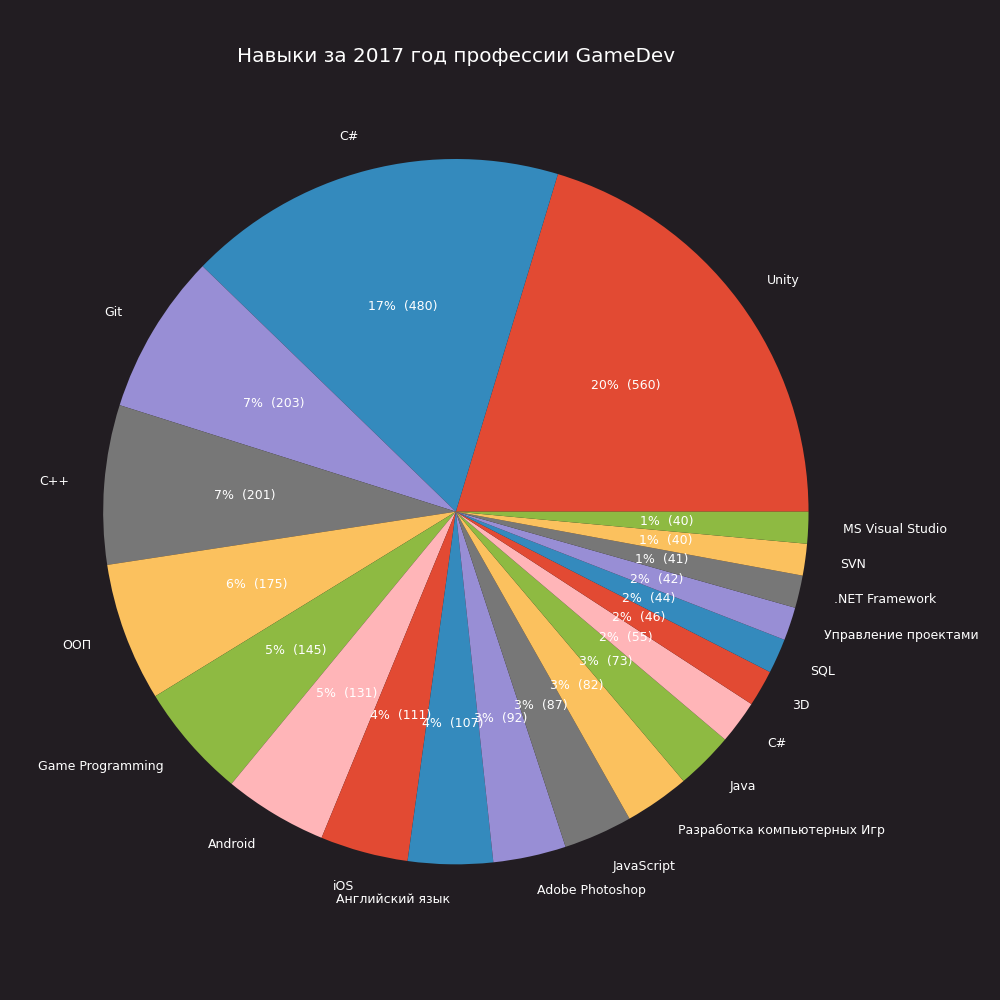 Навыки за 2017 год профессии GameDev
Unity
20% (560)
C#
17% (480)
Git
7% (203)
C++
7% (201)
ООП
6% (175)
Game Programming
5% (145)
Android
5% (131)
iOS
4% (111)
Английский язык
4% (107)
Adobe Photoshop
3% (92)
JavaScript
3% (87)
Разработка компьютерных Игр
3% (82)
Java
3% (73)
C#
2% (55)
3D
2% (46)
SQL
2% (44)
Управление проектами
2% (42)
.NET Framework
1% (41)
SVN
1% (40)
MS Visual Studio
1% (40)